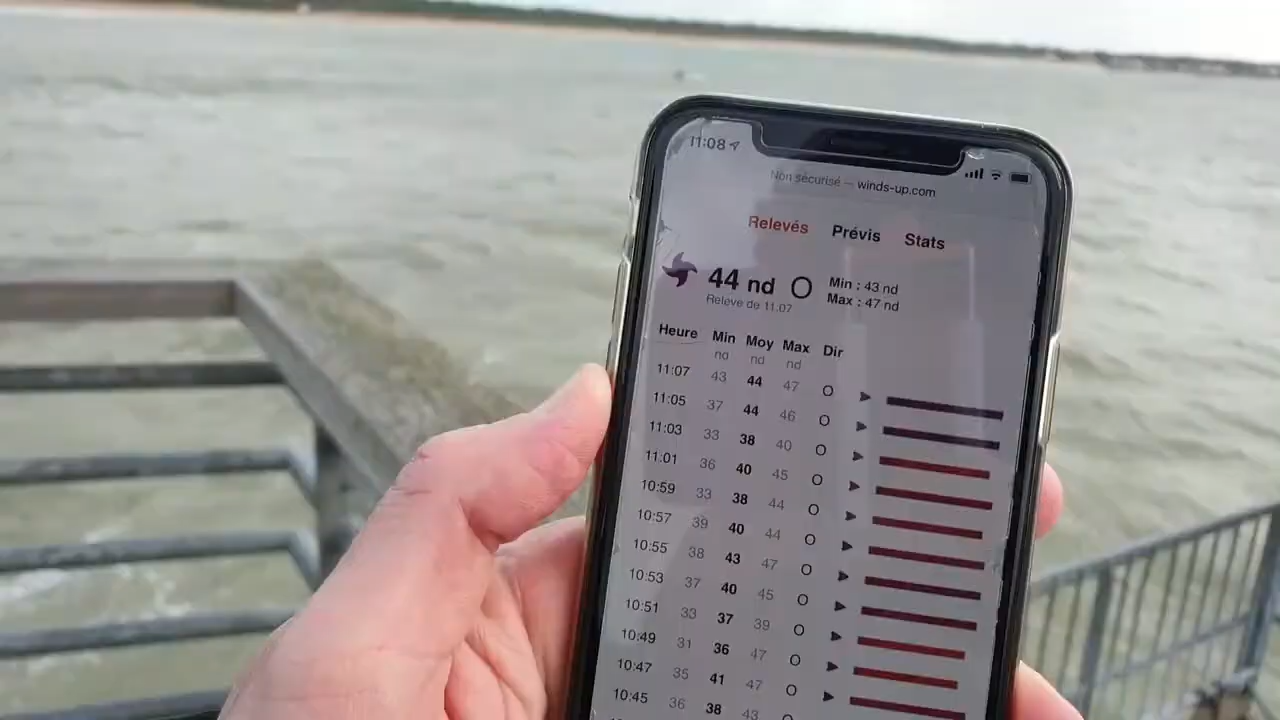 11:08
Non sécurisé — winds-up.com
Relevés Prévis Stats
44 nd O Min : 43 nd
Relevé de 11:07 Max : 47 nd
Heure Min Moy Max Dir
nd nd nd
11:07 43 44 47 O
11:05 37 44 46 O
11:03 33 38 40 O
11:01 36 40 45 O
10:59 33 38 44 O
10:57 39 40 44 O
10:55 38 43 47 O
10:53 37 40 45 O
10:51 33 37 39 O
10:49 31 36 47 O
10:47 35 41 47 O
10:45 36 38 43